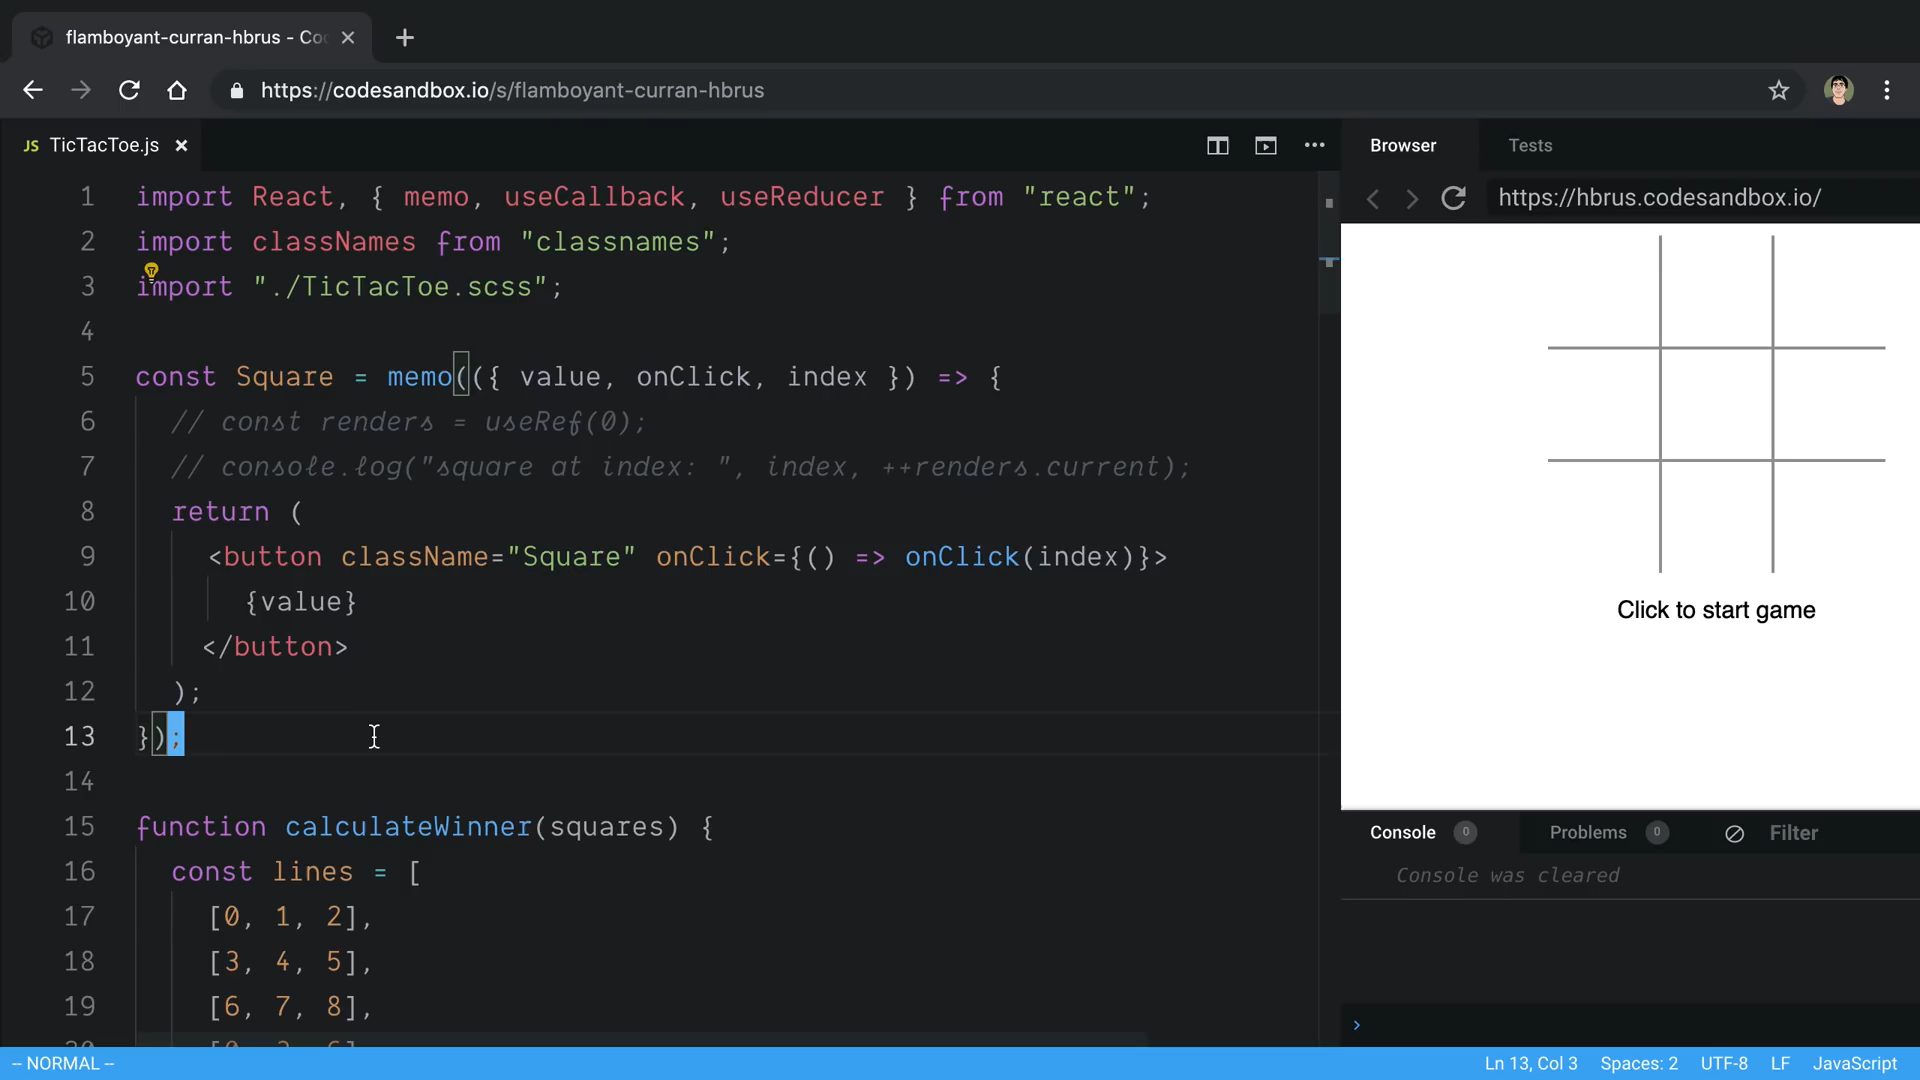 flamboyant-curran-hbrus - Co
https://codesandbox.io/s/flamboyant-curran-hbrus
JS TicTacToe.js
1 import React, { memo, useCallback, useReducer } from "react";
2 import classNames from "classnames";
3 import "./TicTacToe.scss";
4
5 const Square = memo(({ value, onClick, index }) => {
6 // const renders = useRef(0);
7 // console.log("square at index: ", index, ++renders.current);
8 return (
9 <button className="Square" onClick={() => onClick(index)}>
10 {value}
11 </button>
12 );
13 });
14
15 function calculateWinner(squares) {
16 const lines = [
17 [0, 1, 2],
18 [3, 4, 5],
19 [6, 7, 8],
Browser Tests
https://hbrus.codesandbox.io/
Click to start game
Console 0 Problems 0 Filter
Console was cleared
-- NORMAL -- Ln 13, Col 3 Spaces: 2 UTF-8 LF JavaScript